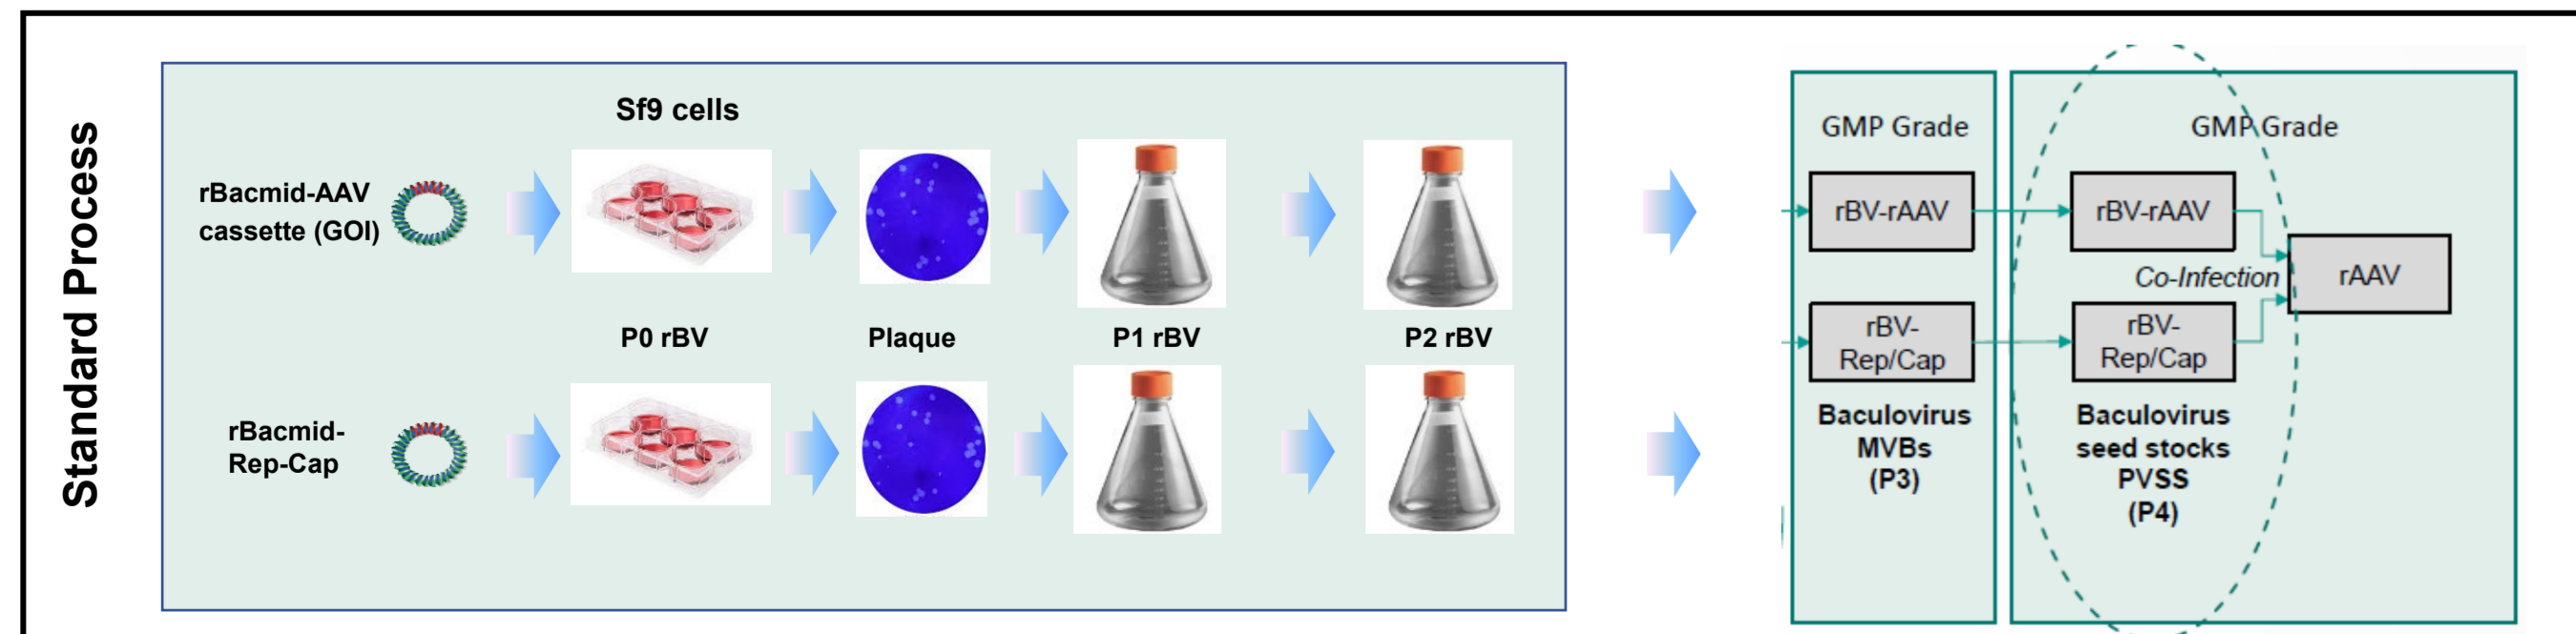 Standard Process
Sf9 cells
rBacmid-AAV
cassette (GOI)
P0 rBV
Plaque
P1 rBV
P2 rBV
rBacmid-
Rep-Cap
GMP Grade
rBV-rAAV
rBV-
Rep/Cap
Baculovirus
MVBs
(P3)
GMP Grade
rBV-rAAV
Co-Infection
rAAV
rBV-
Rep/Cap
Baculovirus
seed stocks
PVSS
(P4)